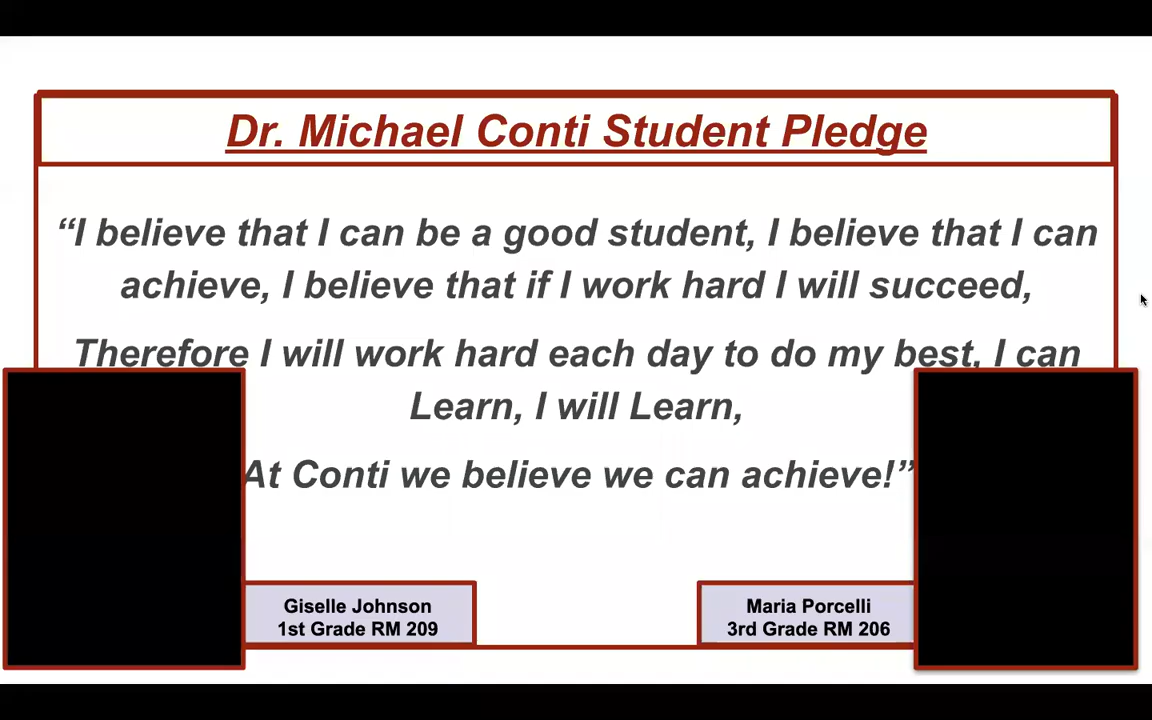 Dr. Michael Conti Student Pledge
“I believe that I can be a good student, I believe that I can
achieve, I believe that if I work hard I will succeed,
Therefore I will work hard each day to do my best, I can
Learn, I will Learn,
At Conti we believe we can achieve!”
Giselle Johnson
1st Grade RM 209
Maria Porcelli
3rd Grade RM 206